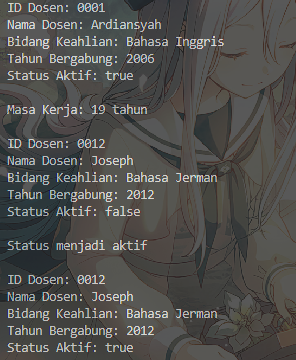 ID Dosen: 0001
Nama Dosen: Ardiansyah
Bidang Keahlian: Bahasa Inggris
Tahun Bergabung: 2006
Status Aktif: true
Masa Kerja: 19 tahun
ID Dosen: 0012
Nama Dosen: Joseph
Bidang Keahlian: Bahasa Jerman
Tahun Bergabung: 2012
Status Aktif: false
Status menjadi aktif
ID Dosen: 0012
Nama Dosen: Joseph
Bidang Keahlian: Bahasa Jerman
Tahun Bergabung: 2012
Status Aktif: true